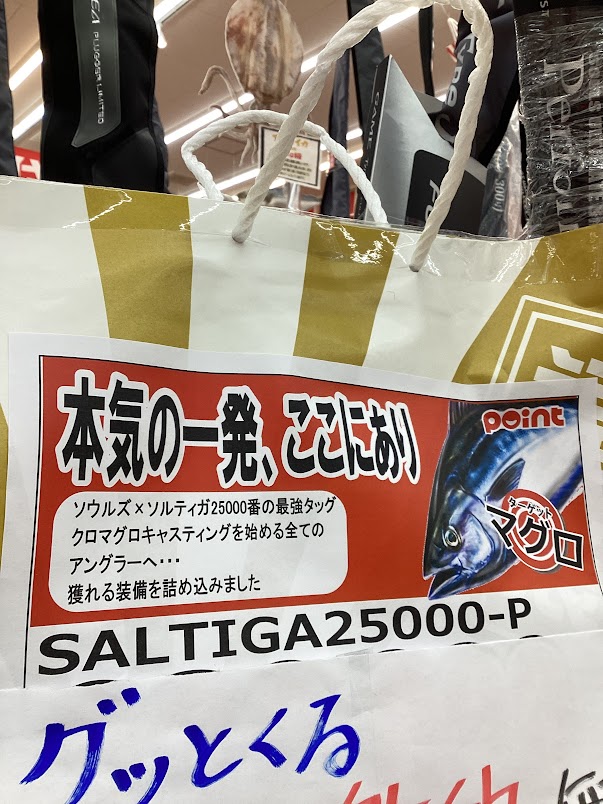 PLUGGER LIMITED
GAME
本気の一発、ここにあり
point
ソウルズ×ソルティガ25000番の最強タッグ
クロマグロキャスティングを始める全ての
アングラーへ・・・
獲れる装備を詰め込みました
ターゲット
マグロ
SALTIGA25000-P
グッとくる